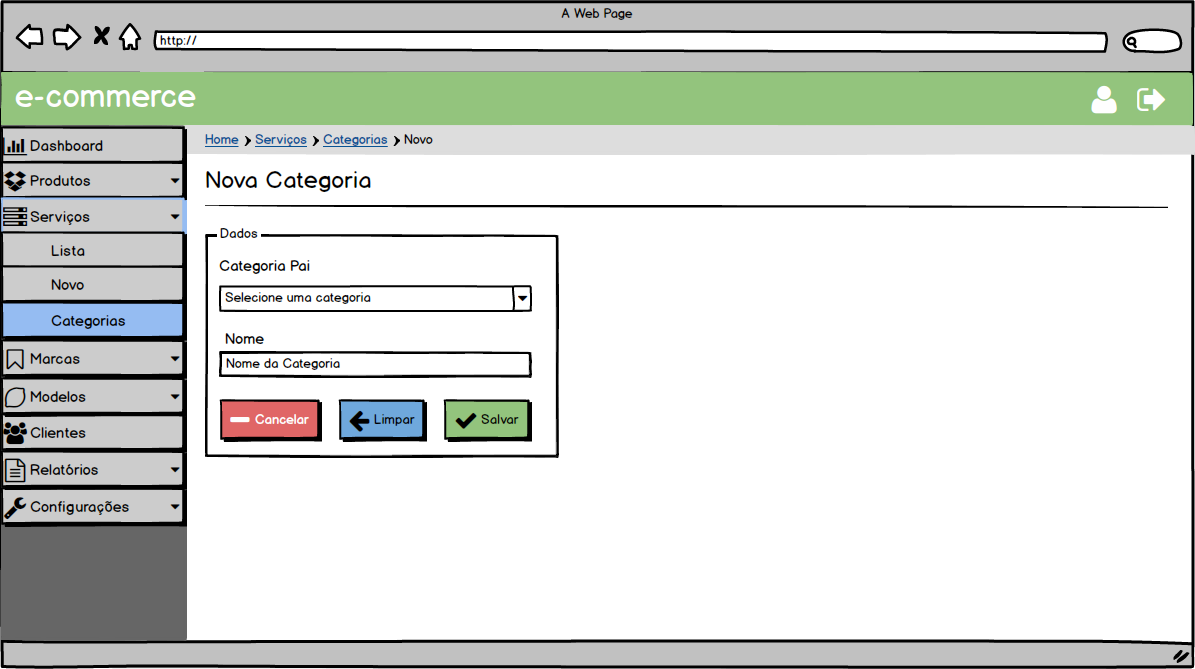 A Web Page
http://
e-commerce
Dashboard
Produtos
Serviços
Lista
Novo
Categorias
Marcas
Modelos
Clientes
Relatórios
Configurações
Home Serviços Categorias Novo
Nova Categoria
Dados
Categoria Pai
Selecione uma categoria
Nome
Nome da Categoria
Cancelar Limpar Salvar